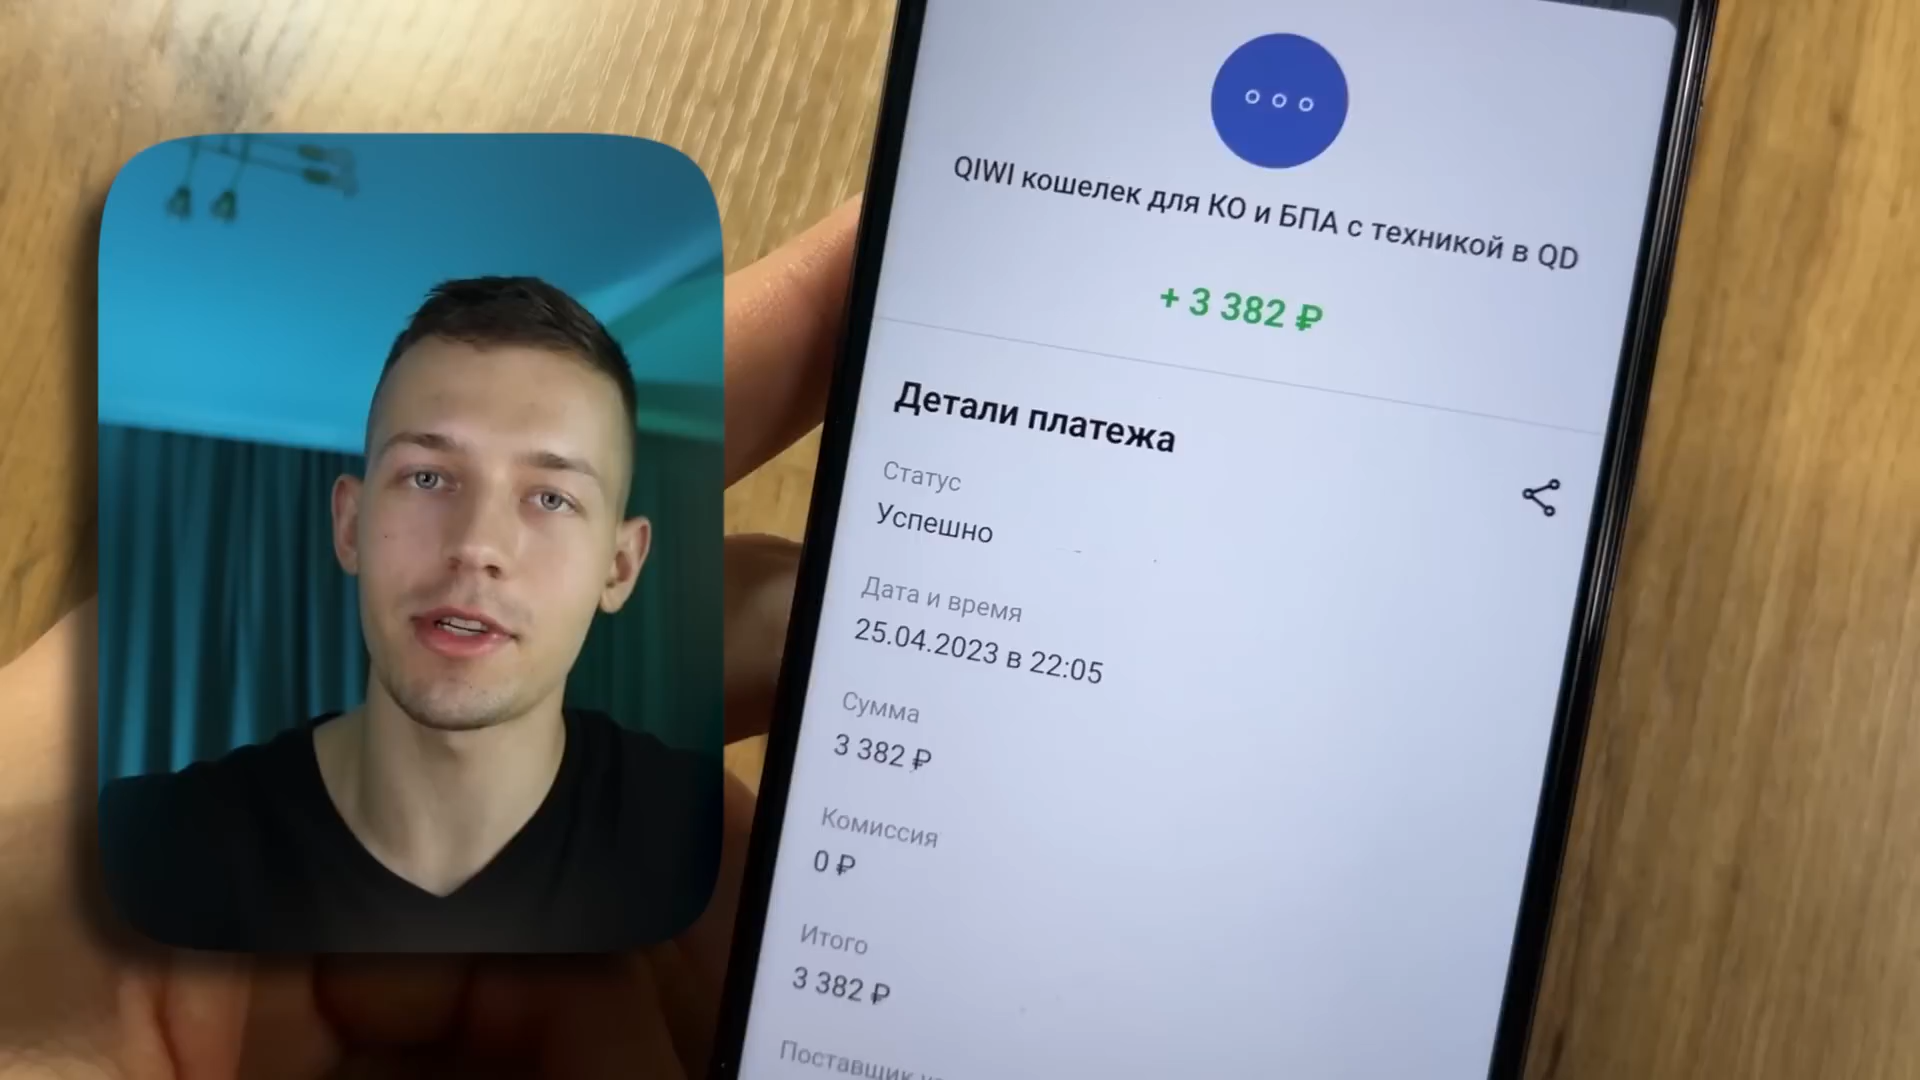 QIWI кошелек для КО и БПА с техникой в QD
+ 3 382 ₽
Детали платежа
Статус
Успешно
Дата и время
25.04.2023 в 22:05
Сумма
3 382 ₽
Комиссия
0 ₽
Итого
3 382 ₽
Поставщик